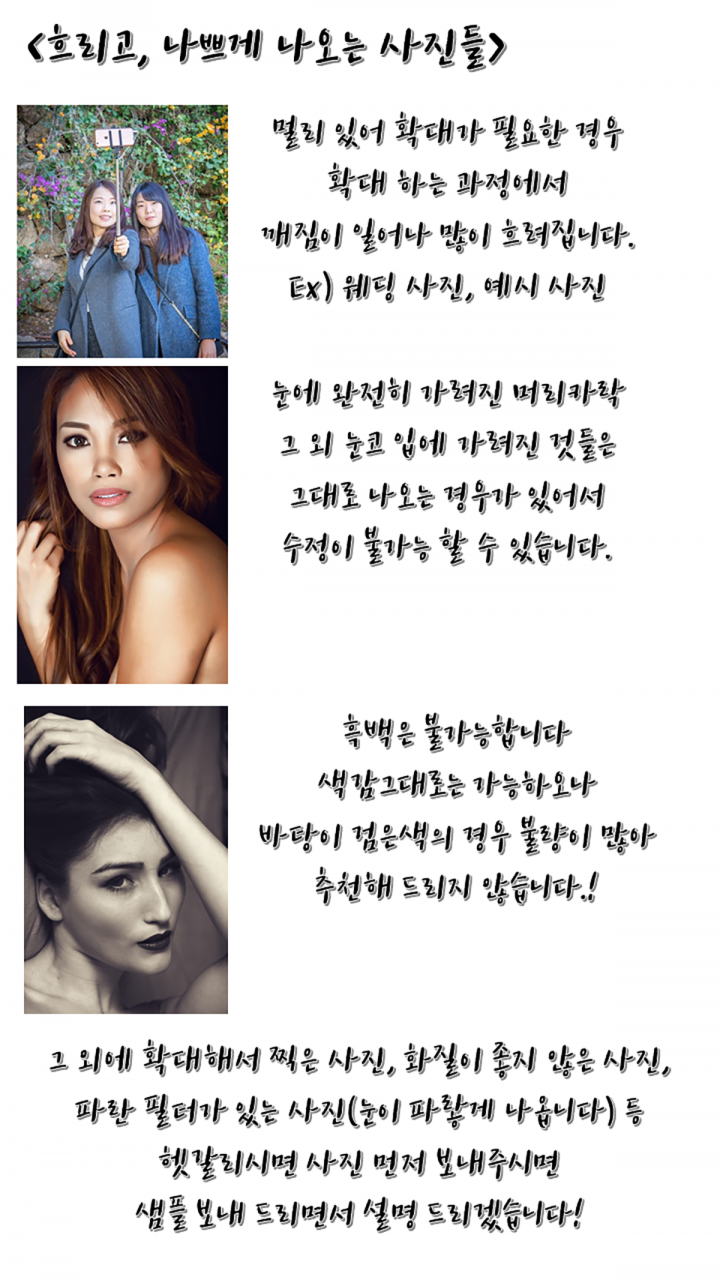 <흐리고, 나쁘게 나오는 사진들>
멀리 있어 확대가 필요한 경우
확대 하는 과정에서
깨짐이 일어나 많이 흐려집니다.
Ex) 웨딩 사진, 예시 사진
눈에 완전히 가려진 머리카락
그 외 눈코 입에 가려진 것들은
그대로 나오는 경우가 있어서
수정이 불가능 할 수 있습니다.
흑백은 불가능합니다
색감그대로는 가능하오나
바탕이 검은색의 경우 불량이 많아
추천해 드리지 않습니다.!
그 외에 확대해서 찍은 사진, 화질이 좋지 않은 사진,
파란 필터가 있는 사진(눈이 파랗게 나옵니다) 등
헷갈리시면 사진 먼저 보내주시면
샘플 보내 드리면서 설명 드리겠습니다!